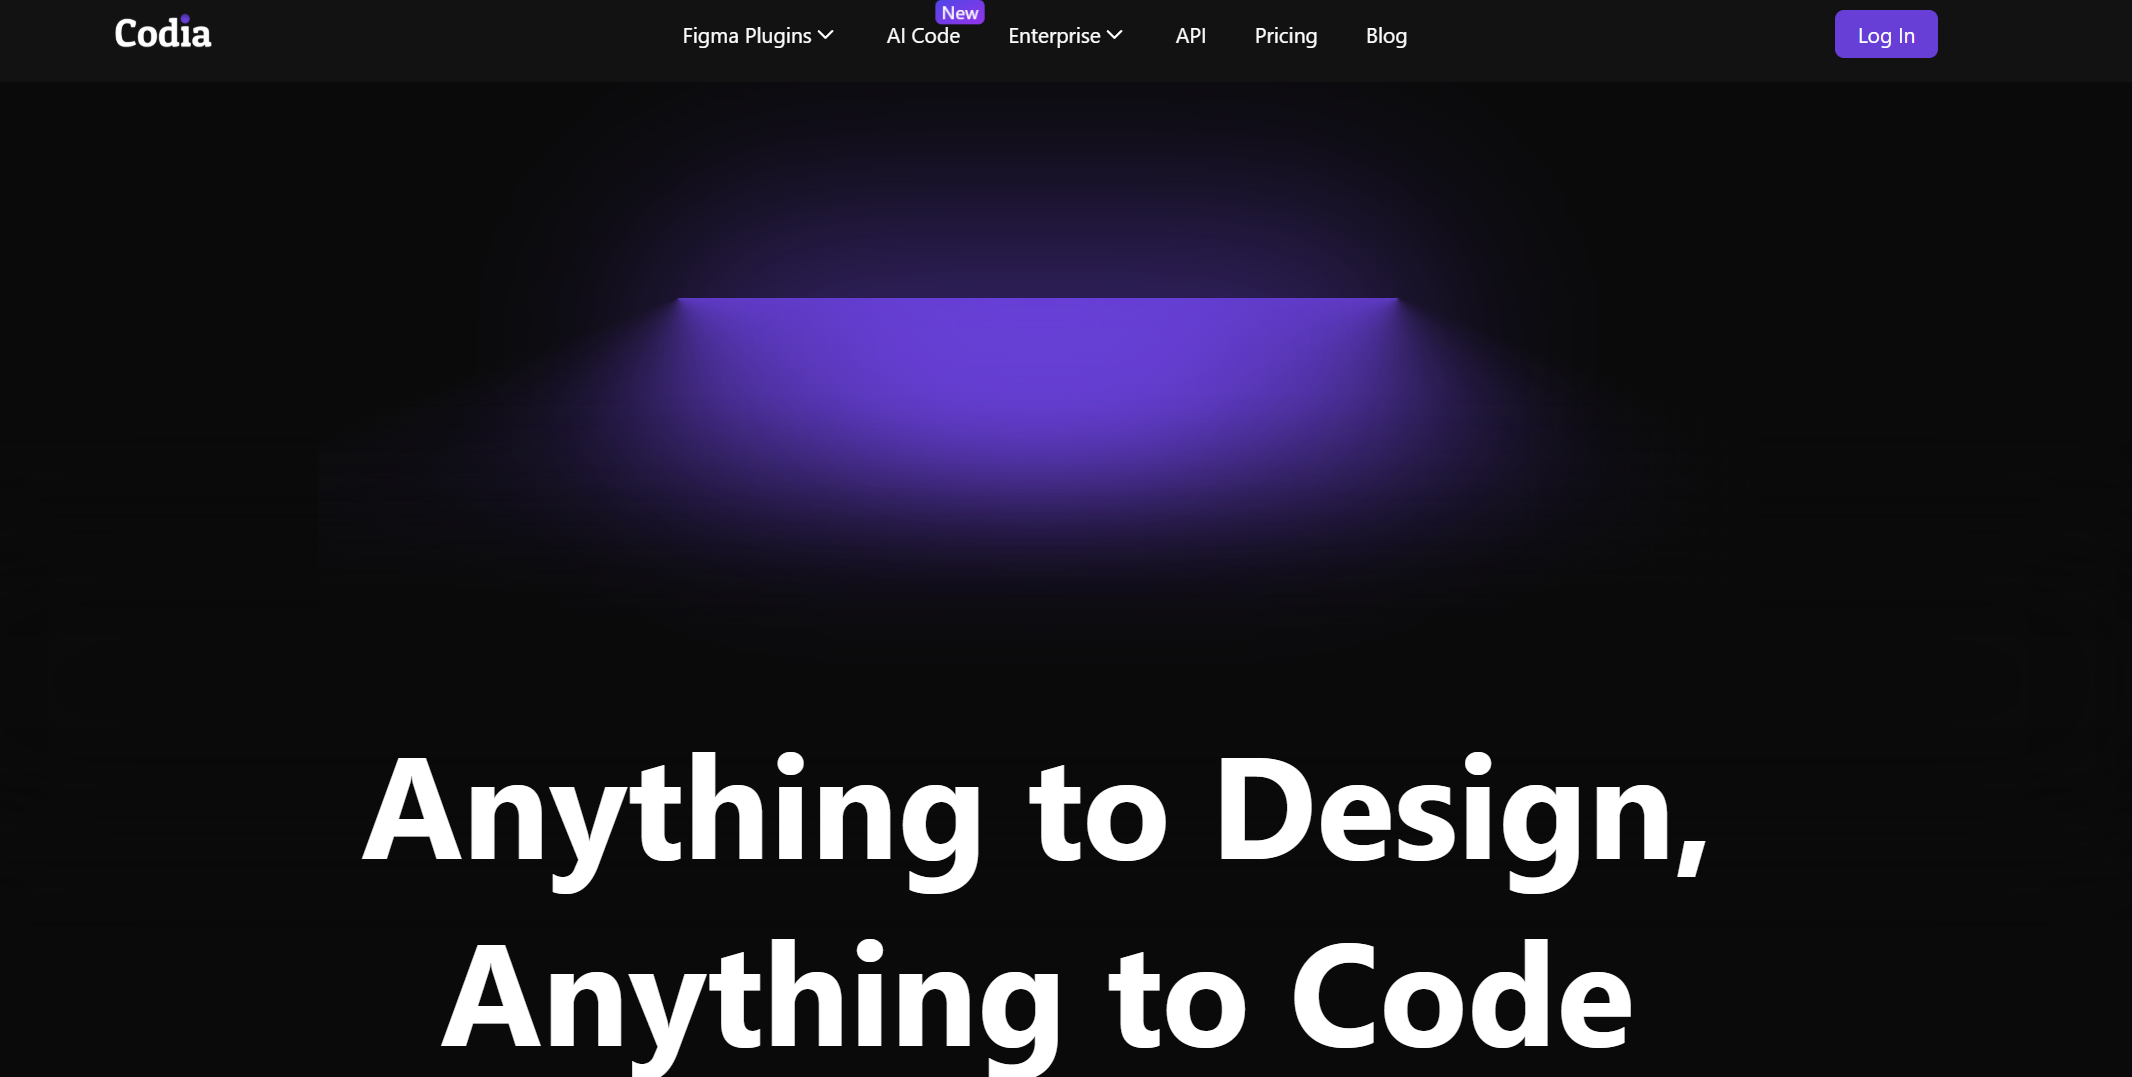 Codia
Figma Plugins
AI Code
New
Enterprise
API
Pricing
Blog
Log In
Anything to Design,
Anything to Code